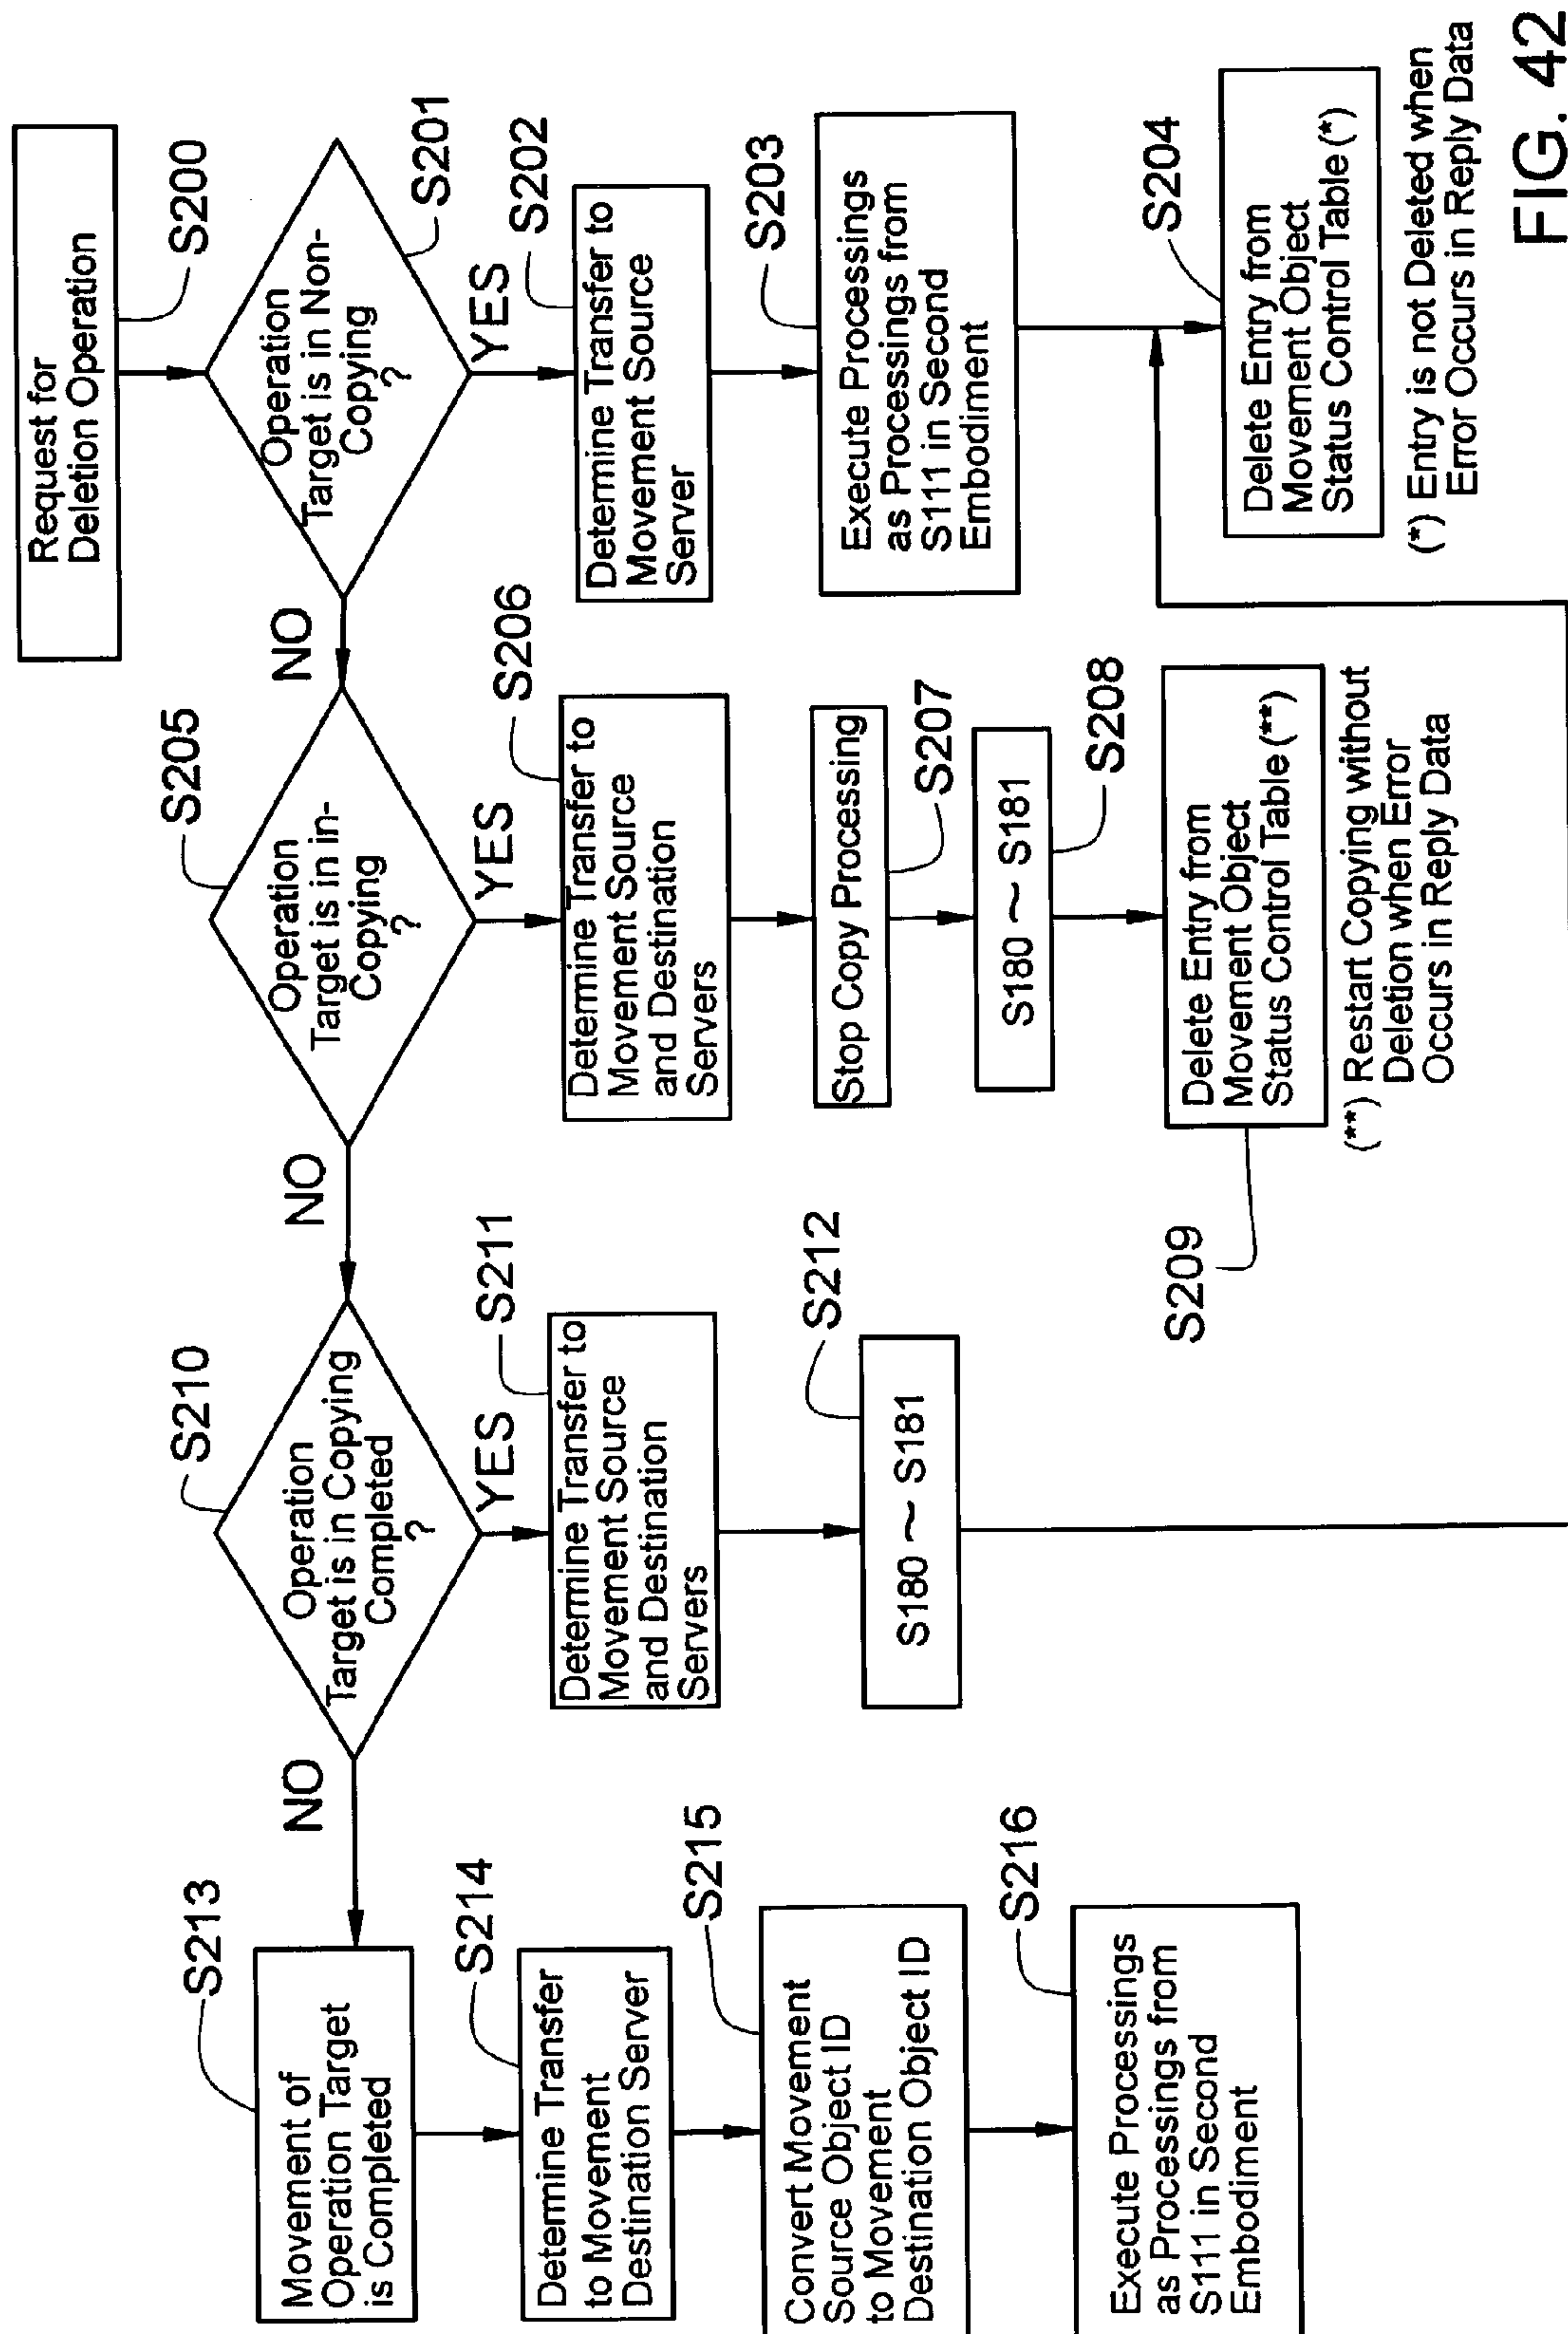 Request for
Deletion Operation
S200
Operation
Target is in Non-
Copying
?
S201
YES
NO
Determine Transfer to
Movement Source
Server
S202
Execute Processings
as Processings from
S111 in Second
Embodiment
S203
Delete Entry from
Movement Object
Status Control Table (*)
S204
(*) Entry is not Deleted when
Error Occurs in Reply Data
Operation
Target is in in-
Copying
?
S205
YES
NO
Determine Transfer to
Movement Source
and Destination
Servers
S206
Stop Copy Processing
S207
S180 ~ S181
S208
Delete Entry from
Movement Object
Status Control Table (**)
S209
(**) Restart Copying without
Deletion when Error
Occurs in Reply Data
Operation
Target is in Copying
Completed
?
S210
YES
NO
Determine Transfer to
Movement Source
and Destination
Servers
S211
S180 ~ S181
S212
Movement of
Operation Target
is Completed
S213
Determine Transfer
to Movement
Destination Server
S214
Convert Movement
Source Object ID
to Movement
Destination Object ID
S215
Execute Processings
as Processings from
S111 in Second
Embodiment
S216
FIG. 42